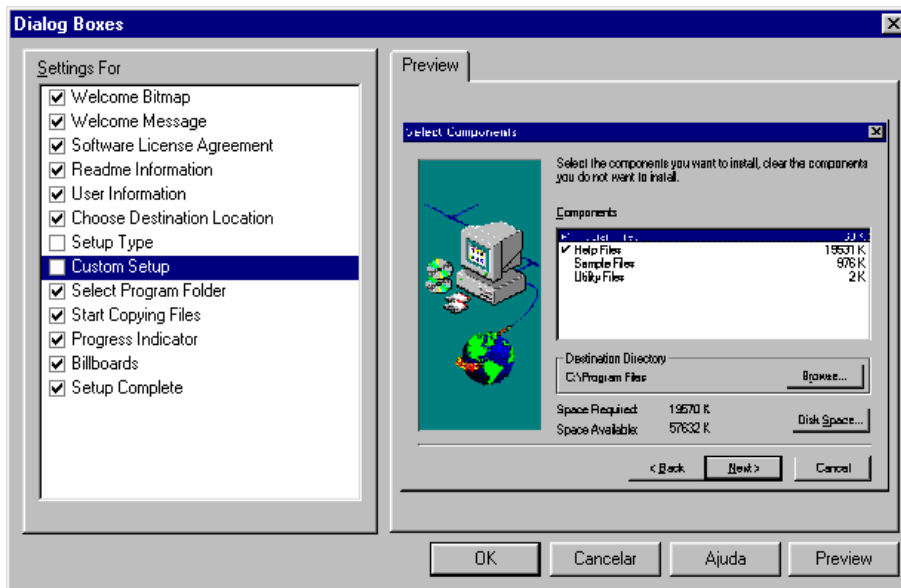 Dialog Boxes
Settings For
Welcome Bitmap
Welcome Message
Software License Agreement
Readme Information
User Information
Choose Destination Location
Setup Type
Custom Setup
Select Program Folder
Start Copying Files
Progress Indicator
Billboards
Setup Complete
Preview
Select Components
Select the components you want to install, clear the components
you do not want to install.
Components
Help Files 19531 K
Sample Files 976 K
Utility Files 2 K
Destination Directory
C:\Program Files
Browse...
Space Required: 19570 K
Space Available: 57632 K
Disk Space...
< Back
Next >
Cancel
OK
Cancelar
Ajuda
Preview